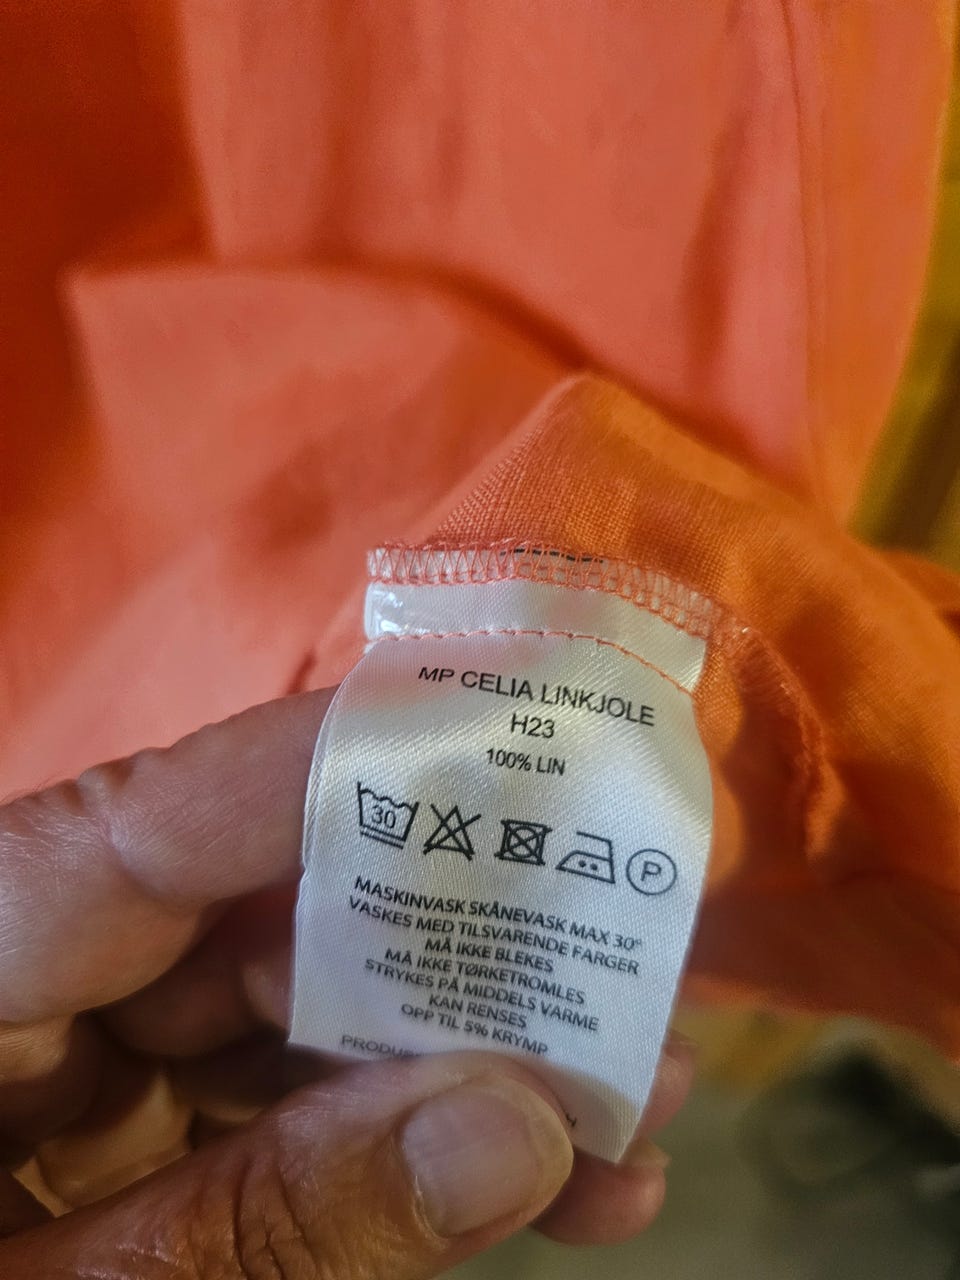 MP CELIA LINKJOLE
H23
100% LIN
30
P
MASKINVASK SKÅNEVASK MAX 30°
VASKES MED TILSVARENDE FARGER
MÅ IKKE BLEKES
MÅ IKKE TØRKETROMLES
STRYKES PÅ MIDDELS VARME
KAN RENSES
OPP TIL 5% KRYMP